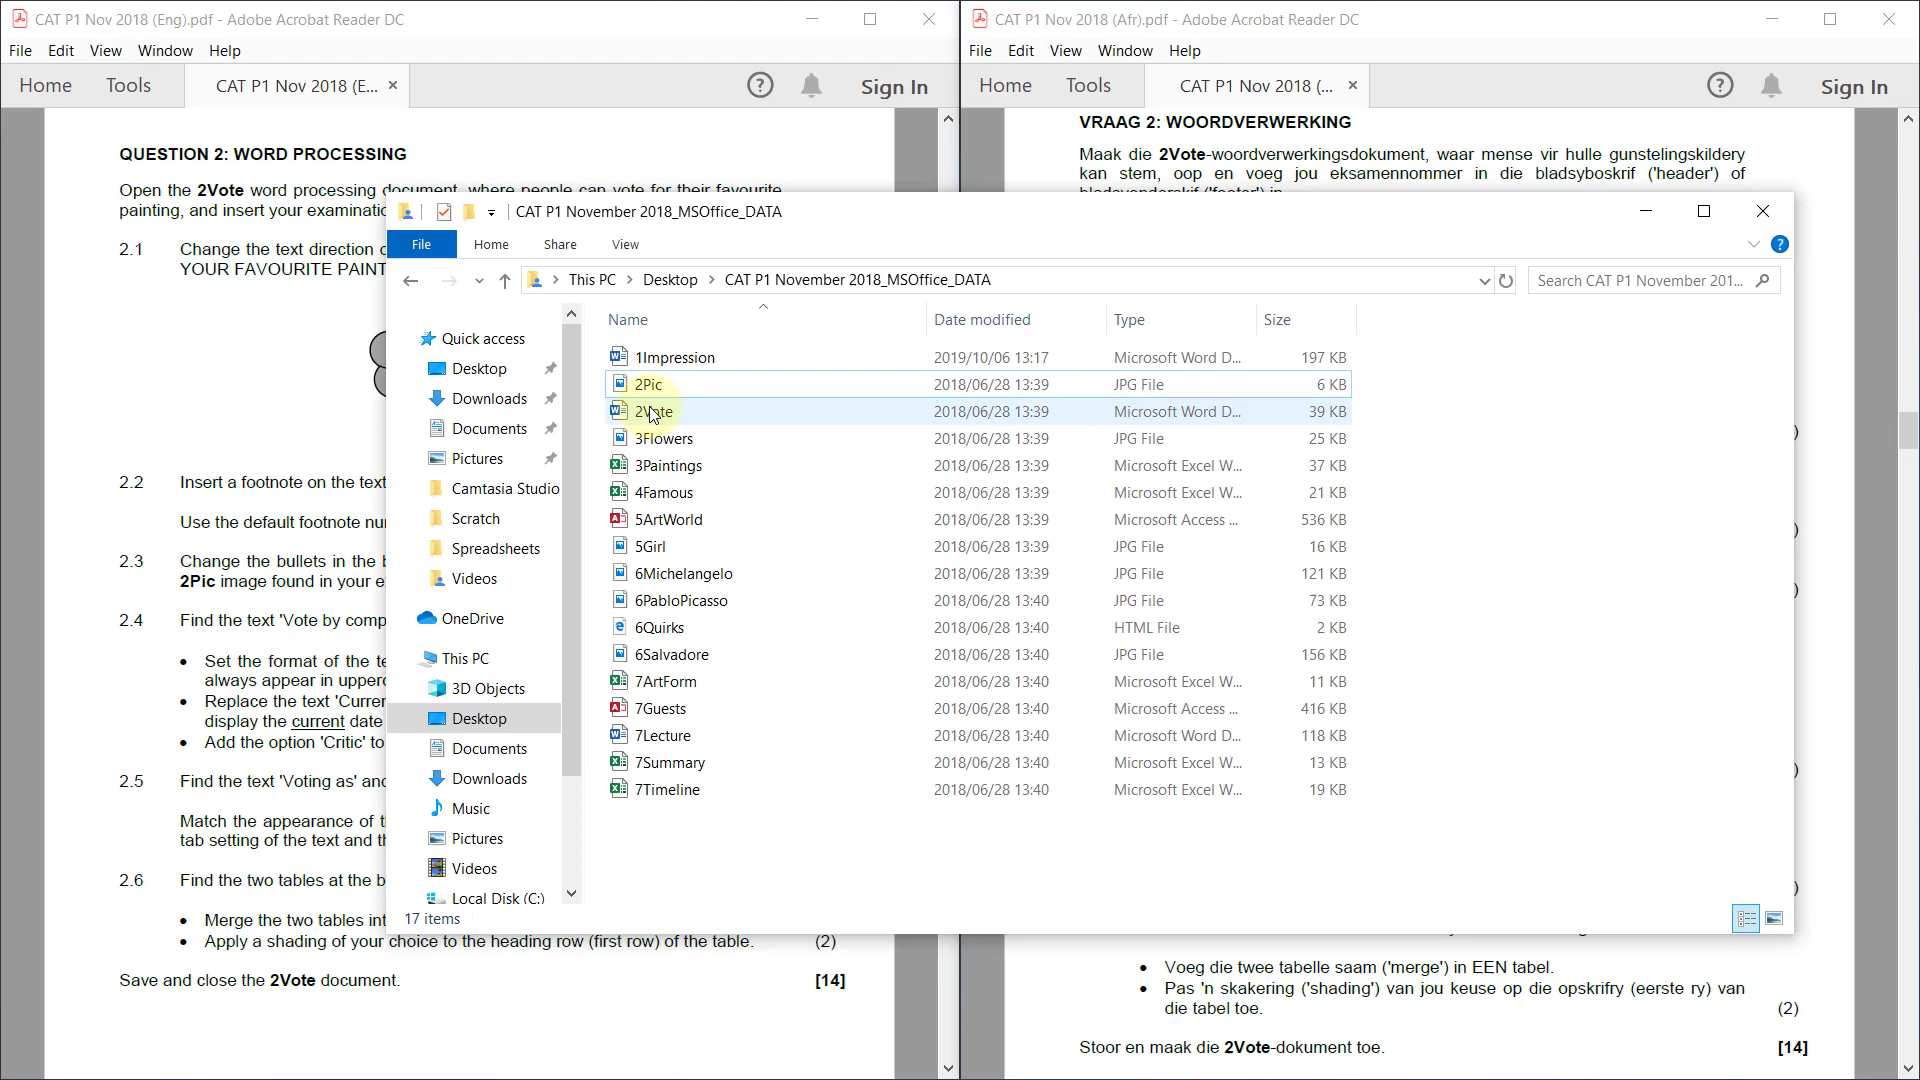 CAT P1 Nov 2018 (Eng).pdf - Adobe Acrobat Reader DC
File Edit View Window Help
Home Tools CAT P1 Nov 2018 (E... × Sign In
QUESTION 2: WORD PROCESSING
Open the 2Vote word processing document, where people can vote for their favourite
painting, and insert your examinatio
2.1 Change the text direction o
YOUR FAVOURITE PAINT
2.2 Insert a footnote on the text
Use the default footnote nu
2.3 Change the bullets in the b
2Pic image found in your e
2.4 Find the text 'Vote by comp
• Set the format of the te
always appear in upperc
• Replace the text 'Curren
display the current date
• Add the option 'Critic' to
2.5 Find the text 'Voting as' and
Match the appearance of t
tab setting of the text and th
2.6 Find the two tables at the b
• Merge the two tables int
• Apply a shading of your choice to the heading row (first row) of the table. (2)
Save and close the 2Vote document. [14]
CAT P1 Nov 2018 (Afr).pdf - Adobe Acrobat Reader DC
File Edit View Window Help
Home Tools CAT P1 Nov 2018 (... × Sign In
VRAAG 2: WOORDVERWERKING
Maak die 2Vote-woordverwerkingsdokument, waar mense vir hulle gunstelingskildery
kan stem, oop en voeg jou eksamennommer in die bladsyboskrif ('header') of
bladsyonderskif ('footer') in.
• Voeg die twee tabelle saam ('merge') in EEN tabel.
• Pas 'n skakering ('shading') van jou keuse op die opskrifry (eerste ry) van
die tabel toe. (2)
Stoor en maak die 2Vote-dokument toe. [14]
CAT P1 November 2018_MSOffice_DATA
File Home Share View
This PC > Desktop > CAT P1 November 2018_MSOffice_DATA
Search CAT P1 November 201...
Quick access
Desktop
Downloads
Documents
Pictures
Camtasia Studio
Scratch
Spreadsheets
Videos
OneDrive
This PC
3D Objects
Desktop
Documents
Downloads
Music
Pictures
Videos
Local Disk (C:)
Name Date modified Type Size
1Impression 2019/10/06 13:17 Microsoft Word D... 197 KB
2Pic 2018/06/28 13:39 JPG File 6 KB
2Vote 2018/06/28 13:39 Microsoft Word D... 39 KB
3Flowers 2018/06/28 13:39 JPG File 25 KB
3Paintings 2018/06/28 13:39 Microsoft Excel W... 37 KB
4Famous 2018/06/28 13:39 Microsoft Excel W... 21 KB
5ArtWorld 2018/06/28 13:39 Microsoft Access ... 536 KB
5Girl 2018/06/28 13:39 JPG File 16 KB
6Michelangelo 2018/06/28 13:39 JPG File 121 KB
6PabloPicasso 2018/06/28 13:40 JPG File 73 KB
6Quirks 2018/06/28 13:40 HTML File 2 KB
6Salvadore 2018/06/28 13:40 JPG File 156 KB
7ArtForm 2018/06/28 13:40 Microsoft Excel W... 11 KB
7Guests 2018/06/28 13:40 Microsoft Access ... 416 KB
7Lecture 2018/06/28 13:40 Microsoft Word D... 118 KB
7Summary 2018/06/28 13:40 Microsoft Excel W... 13 KB
7Timeline 2018/06/28 13:40 Microsoft Excel W... 19 KB
17 items